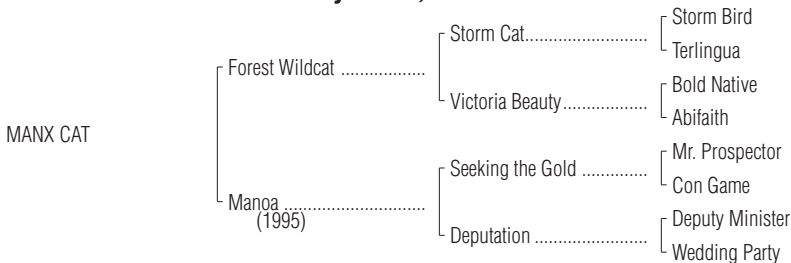 Storm Bird
Storm Cat............................
Terlingua
Forest Wildcat ...................
Bold Native
Victoria Beauty...................
Abifaith
MANX CAT
Mr. Prospector
Seeking the Gold ...............
Con Game
Manoa ................................
(1995)
Deputy Minister
Deputation ..........................
Wedding Party